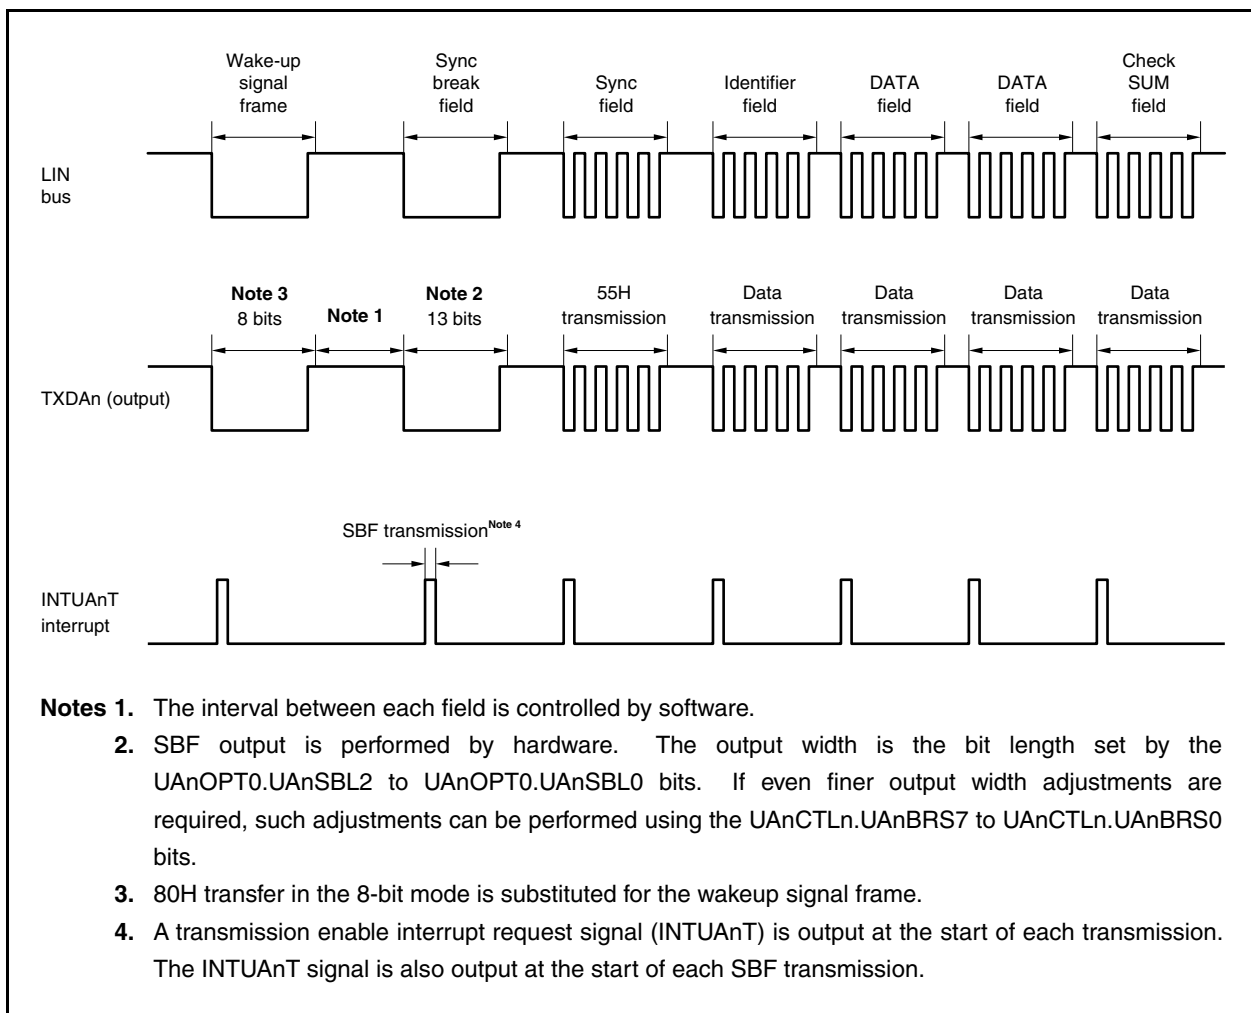 Wake-up
signal
frame
Sync
break
field
Sync
field
Identifier
field
DATA
field
DATA
field
Check
SUM
field
LIN
bus
Note 3
8 bits
Note 1
Note 2
13 bits
55H
transmission
Data
transmission
Data
transmission
Data
transmission
Data
transmission
TXDAn (output)
SBF transmission Note 4
INTUAnT
interrupt
Notes 1. The interval between each field is controlled by software.
2. SBF output is performed by hardware. The output width is the bit length set by the
UAnOPT0.UAnSBL2 to UAnOPT0.UAnSBL0 bits. If even finer output width adjustments are
required, such adjustments can be performed using the UAnCTLn.UAnBRS7 to UAnCTLn.UAnBRS0
bits.
3. 80H transfer in the 8-bit mode is substituted for the wakeup signal frame.
4. A transmission enable interrupt request signal (INTUAnT) is output at the start of each transmission.
The INTUAnT signal is also output at the start of each SBF transmission.